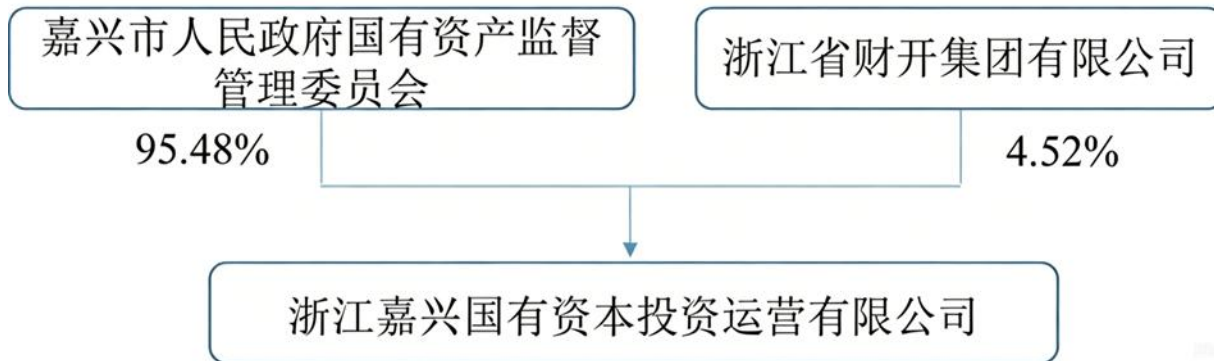 嘉兴市人民政府国有资产监督
管理委员会
浙江省财开集团有限公司
95.48%
4.52%
浙江嘉兴国有资本投资运营有限公司